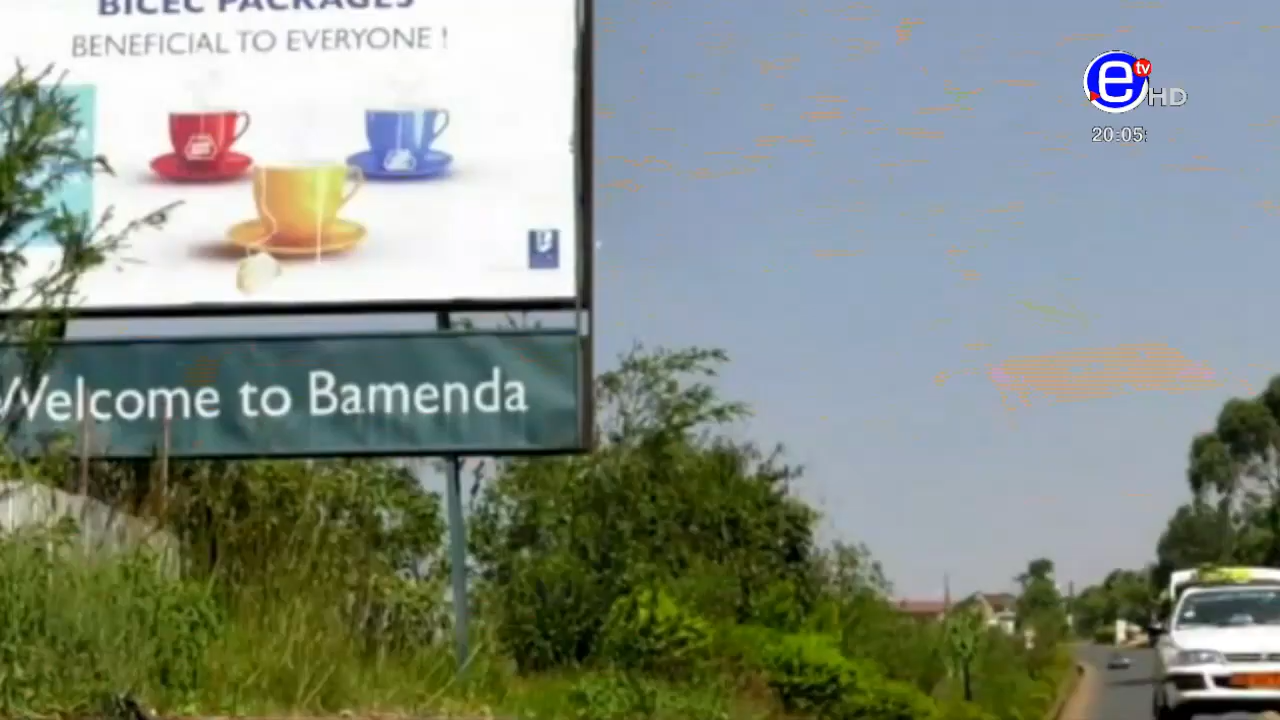 BICEC PACKAGES
BENEFICIAL TO EVERYONE !
Welcome to Bamenda
e tv
HD
20:05